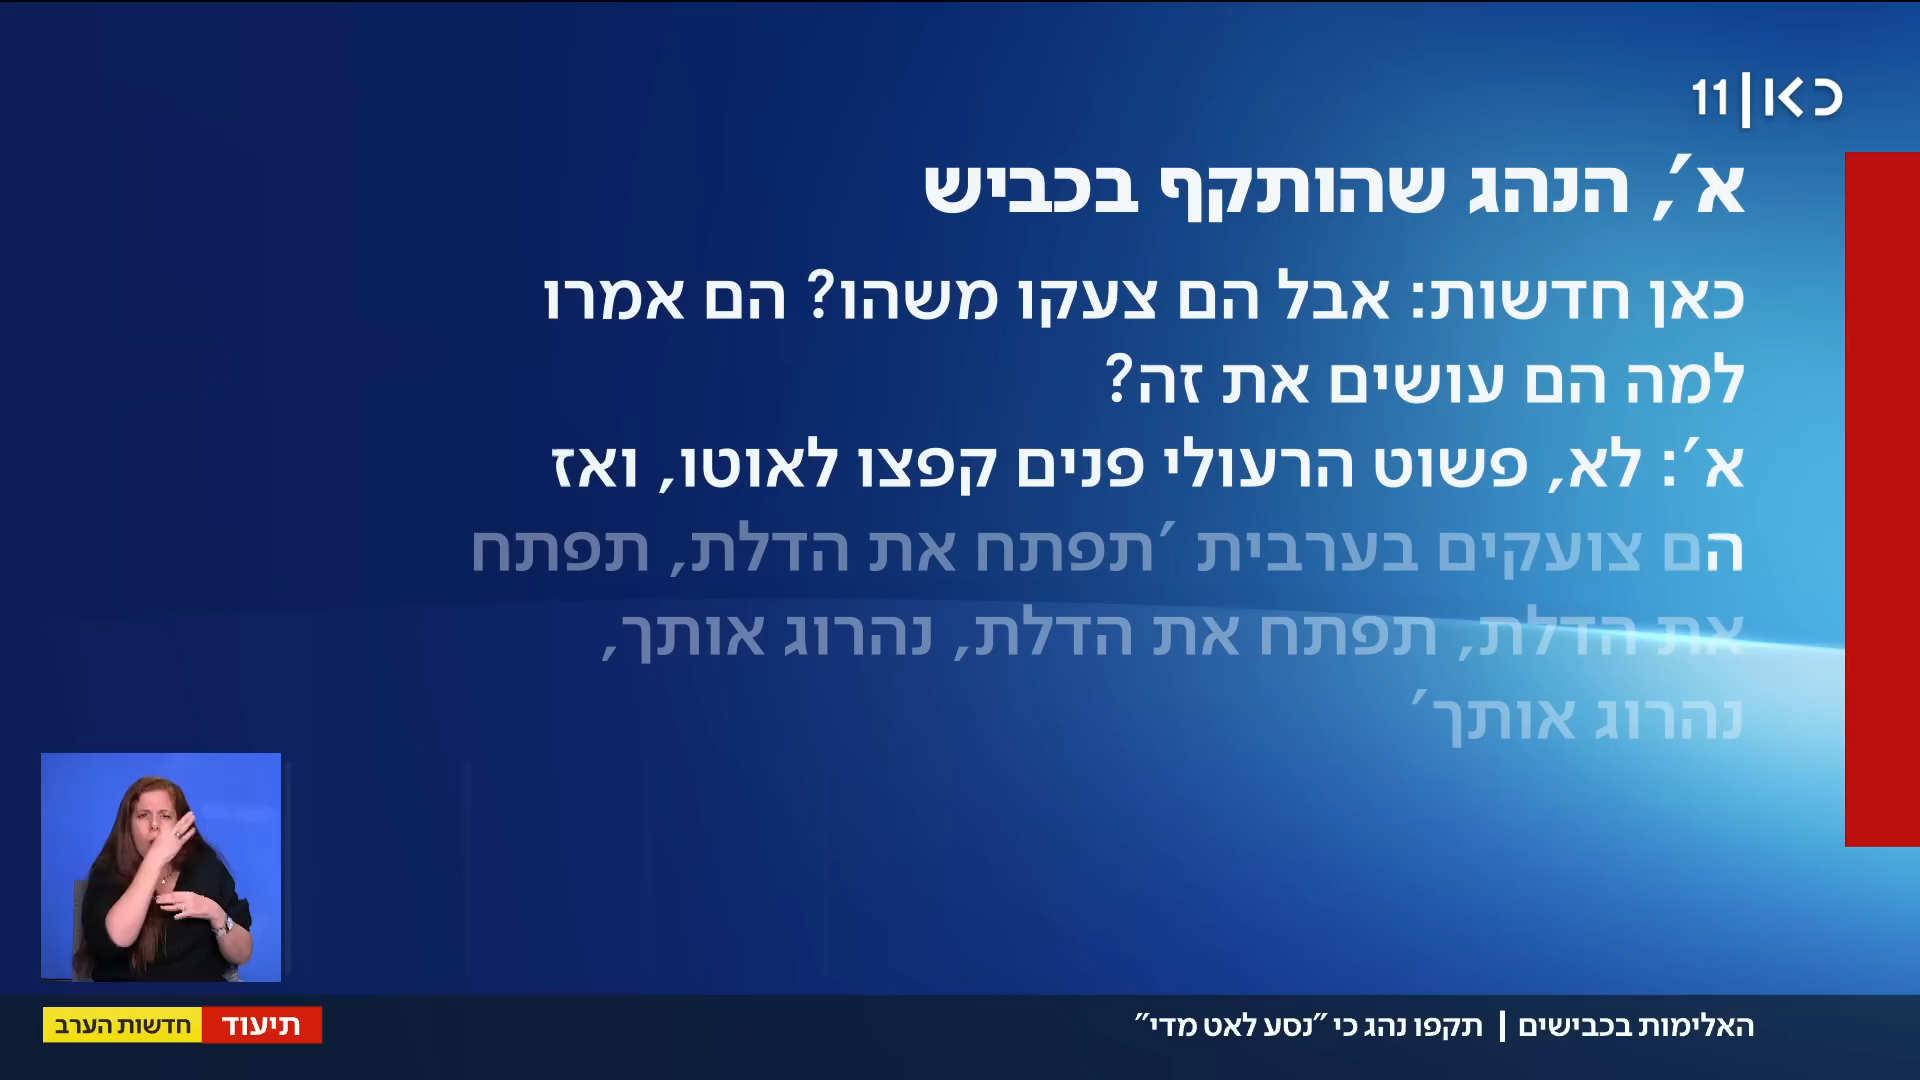 כאן|11
א׳, הנהג שהותקף בכביש
כאן חדשות: אבל הם צעקו משהו? הם אמרו
למה הם עושים את זה?
א׳: לא, פשוט הרעולי פנים קפצו לאוטו, ואז
הם צועקים בערבית ׳תפתח את הדלת, תפתח
את הדלת, תפתח את הדלת, נהרוג אותך,
נהרוג אותך׳
האלימות בכבישים | תקפו נהג כי ״נסע לאט מדי״
תיעוד
חדשות הערב